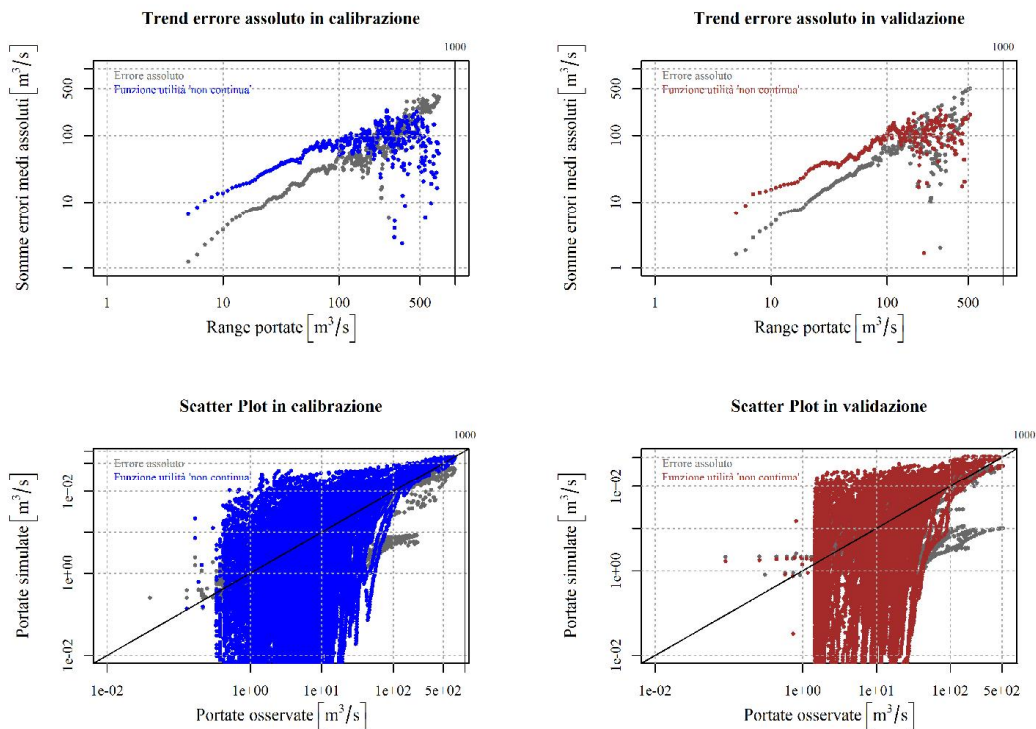 Trend errore assoluto in calibrazione
1000
Somme errori medi assoluti [m³/s]
500
100
10
1
Errore assoluto
Funzione utilità 'non continua'
1
10
100
500
Range portate [m³/s]
Trend errore assoluto in validazione
1000
Somme errori medi assoluti [m³/s]
500
100
10
1
Errore assoluto
Funzione utilità 'non continua'
1
10
100
500
Range portate [m³/s]
Scatter Plot in calibrazione
1000
Portate simulate [m³/s]
1e-02
1e+00
1e-02
Errore assoluto
Funzione utilità 'non continua
1e-02
1e+00
1e+01
1e+02
5e+02
Portate osservate [m³/s]
Scatter Plot in validazione
1000
Portate simulate [m³/s]
1e-02
1e+00
1e-02
Errore assoluto
Funzione utilità 'non continua'
1e-02
1e+00
1e+01
1e+02
5e+02
Portate osservate [m³/s]